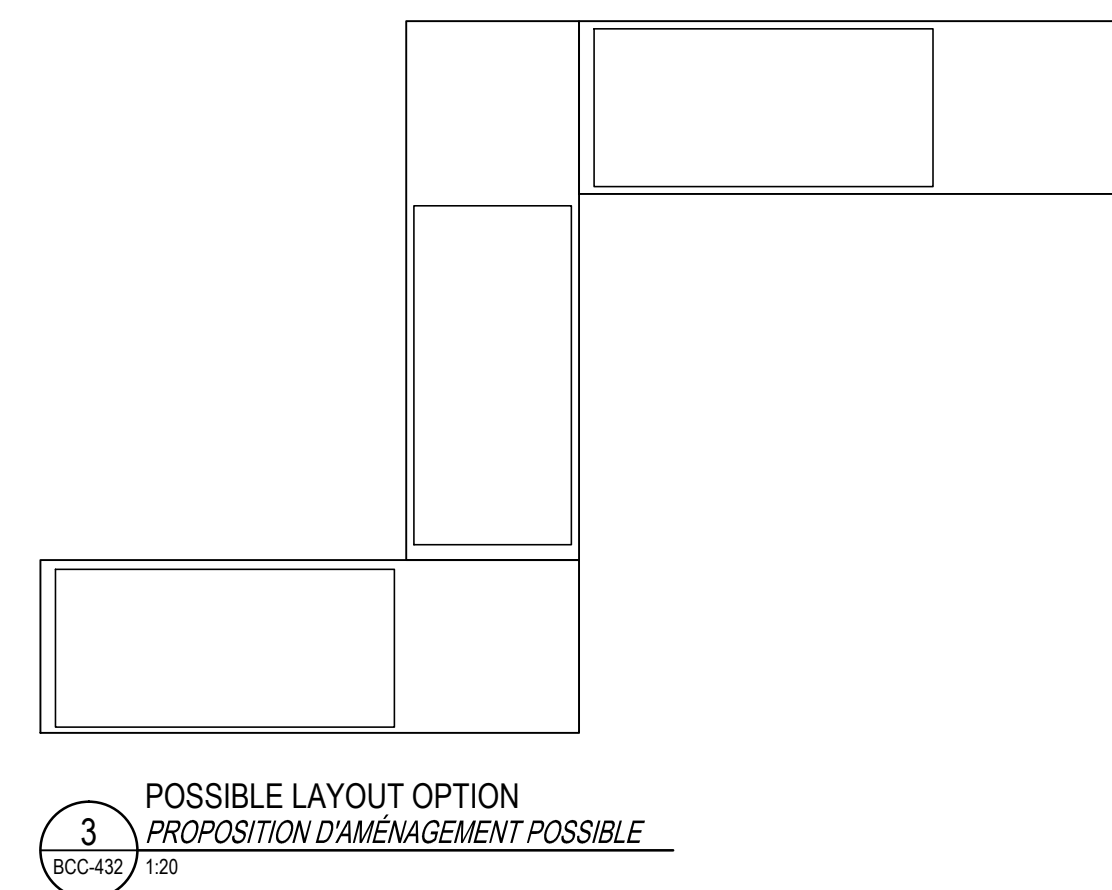 POSSIBLE LAYOUT OPTION
3 PROPOSITION D'AMÉNAGEMENT POSSIBLE
BCC-432 1:20